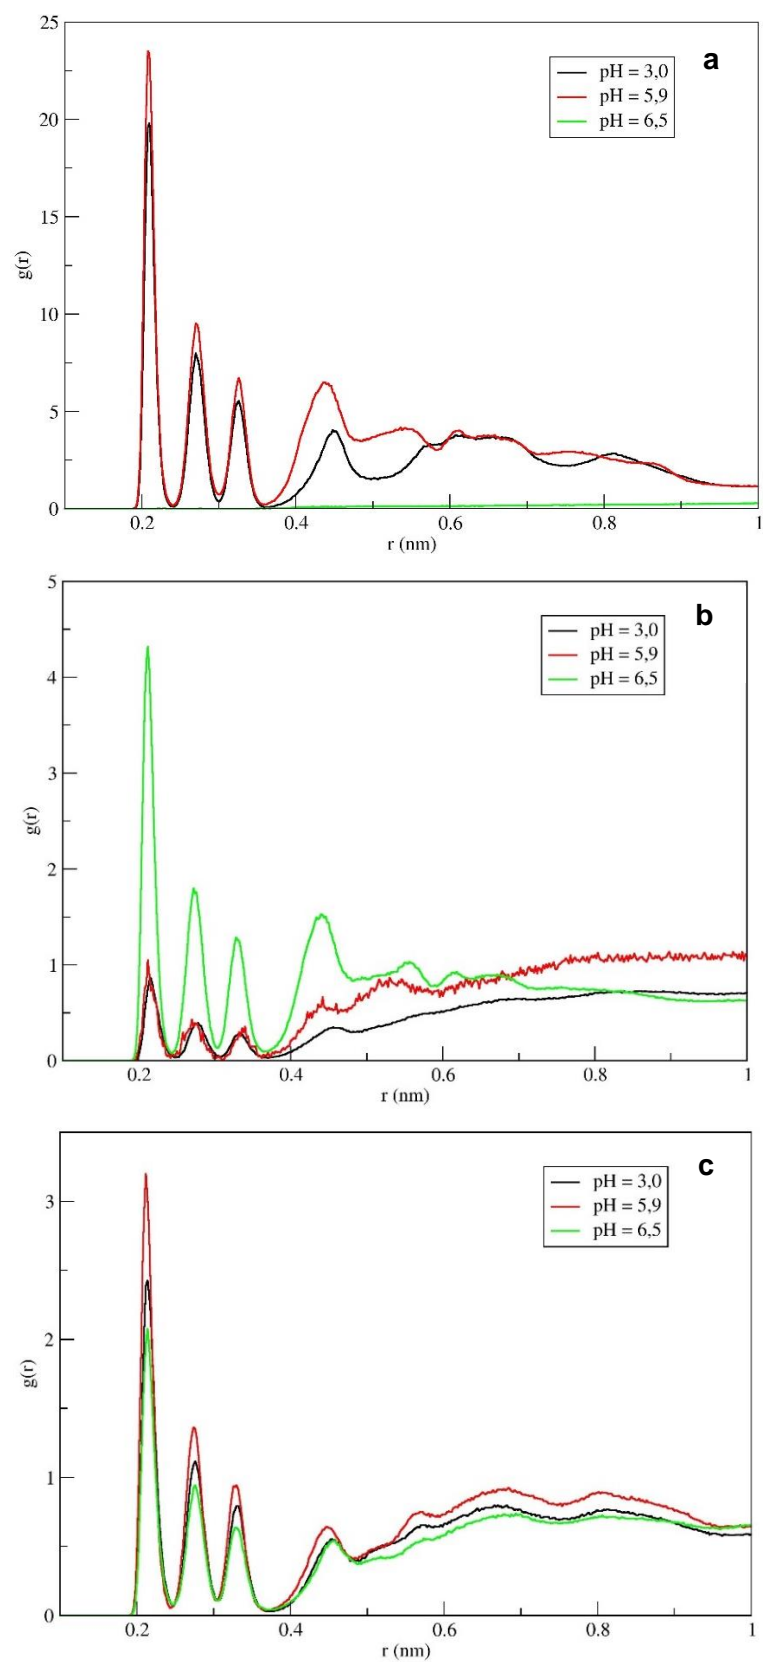 25
20
15
10
5
0
g(r)
a
pH = 3,0
pH = 5,9
pH = 6,5
0.2
0.4
0.6
0.8
1
r (nm)
5
4
3
2
1
0
g(r)
b
pH = 3,0
pH = 5,9
pH = 6,5
0.2
0.4
0.6
0.8
1
r (nm)
3
2
1
0
g(r)
c
pH = 3,0
pH = 5,9
pH = 6,5
0.2
0.4
0.6
0.8
1
r (nm)